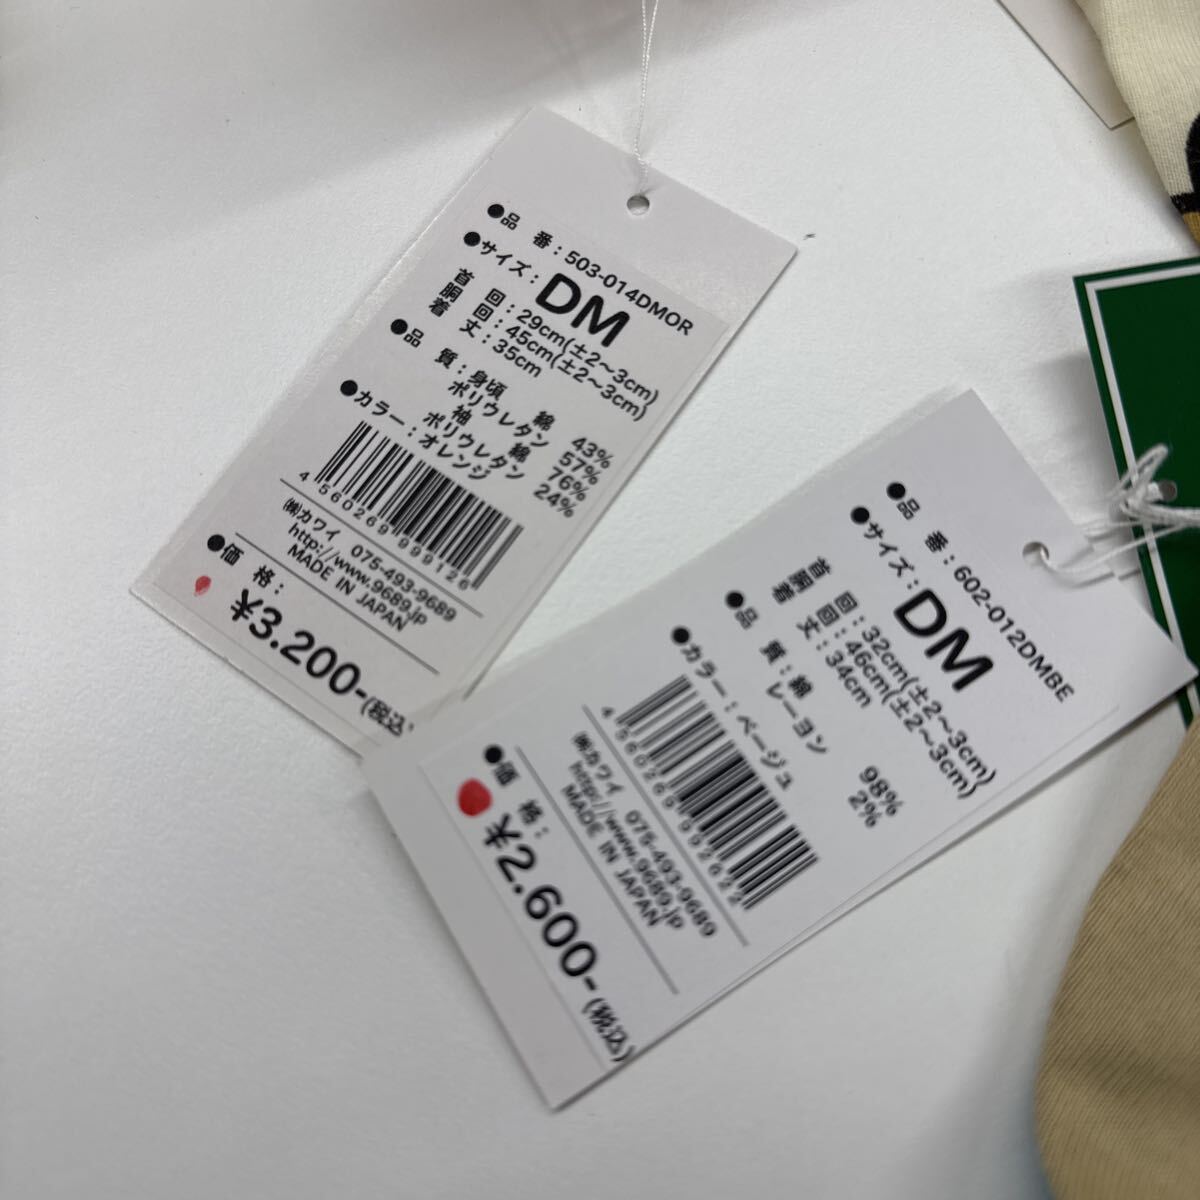 ●品　番：503-014DMOR
●サイズ：DM
首　回：29cm(±2～3cm)
胴　回：45cm(±2～3cm)
着　丈：35cm
●品　質：身頃　綿　43%
ポリウレタン　57%
袖　綿　76%
ポリウレタン　24%
●カラー：オレンジ
4 560269 999126
㈱カワイ　075-493-9689
http://www.9689.jp
MADE IN JAPAN
●価　格：
¥3.200-(税込)
●品　番：602-012DMBE
●サイズ：DM
首　回：32cm(±2～3cm)
胴　回：46cm(±2～3cm)
着　丈：34cm
●品　質：綿　98%
レーヨン　2%
●カラー：ベージュ
4 560269 992622
㈱カワイ　075-493-9689
http://www.9689.jp
MADE IN JAPAN
●価　格：
¥2.600-(税込)